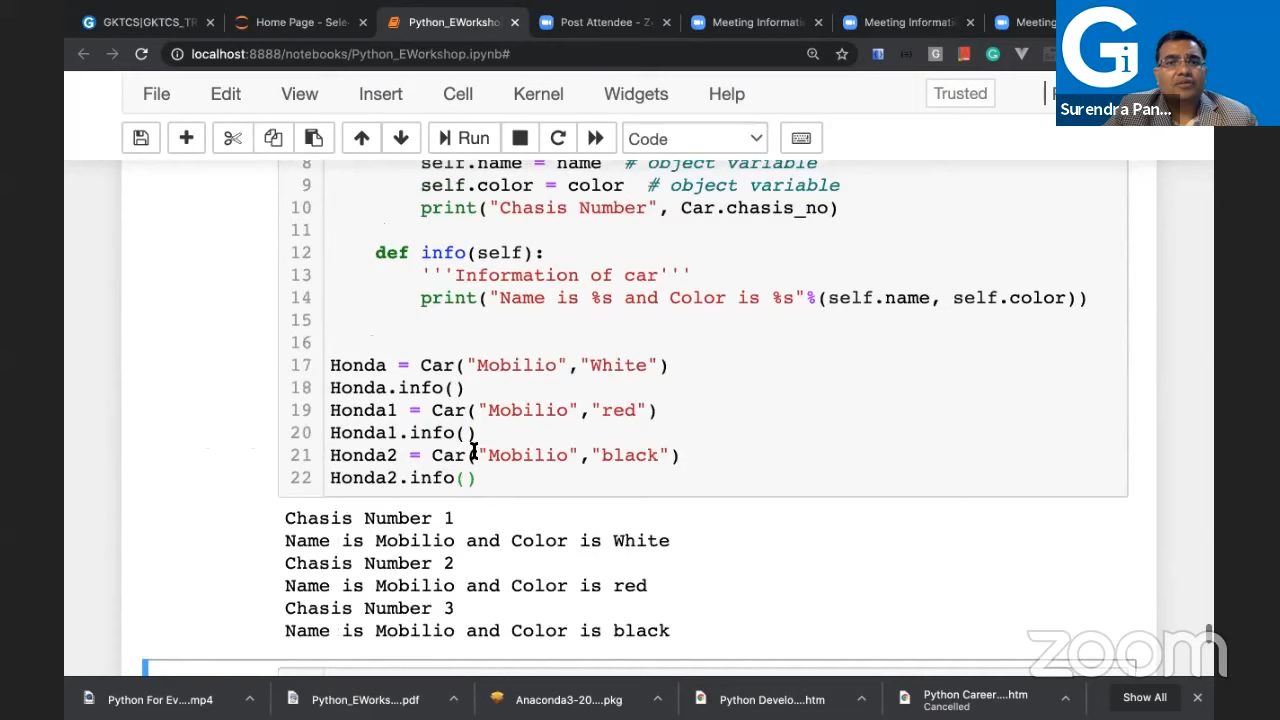 GKTCS|GKTCS_TR
Home Page - Sele
Python_EWorksho
Post Attendee - Z
Meeting Informati
Meeting Informati
Meeting
localhost:8888/notebooks/Python_EWorkshop.ipynb#
Gi
Surendra Pan...
File Edit View Insert Cell Kernel Widgets Help Trusted
Run Code
8 self.name = name # object variable
9 self.color = color # object variable
10 print("Chasis Number", Car.chasis_no)
11
12 def info(self):
13 '''Information of car'''
14 print("Name is %s and Color is %s"%(self.name, self.color))
15
16
17 Honda = Car("Mobilio","White")
18 Honda.info()
19 Honda1 = Car("Mobilio","red")
20 Honda1.info()
21 Honda2 = Car("Mobilio","black")
22 Honda2.info()
Chasis Number 1
Name is Mobilio and Color is White
Chasis Number 2
Name is Mobilio and Color is red
Chasis Number 3
Name is Mobilio and Color is black
zoom
Python For Ev....mp4
Python_EWorks....pdf
Anaconda3-20....pkg
Python Develo....htm
Python Career....htm
Cancelled
Show All